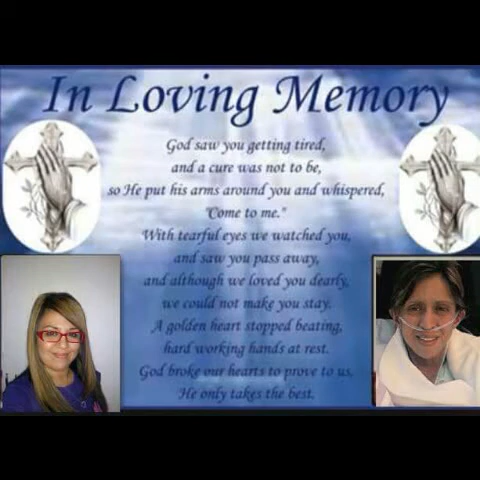 In Loving Memory
God saw you getting tired,
and a cure was not to be,
so He put his arms around you and whispered,
"Come to me."
With tearful eyes we watched you,
and saw you pass away,
and although we loved you dearly,
we could not make you stay.
A golden heart stopped beating,
hard working hands at rest.
God broke our hearts to prove to us,
He only takes the best.